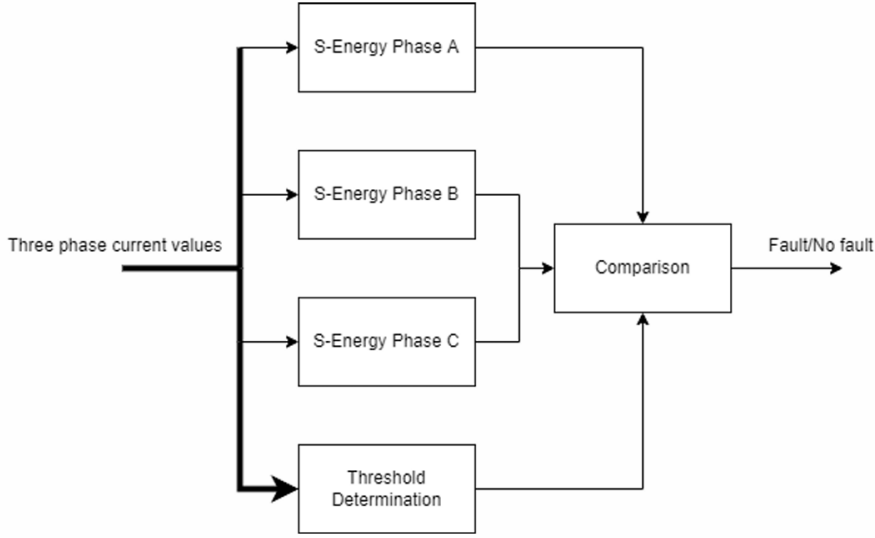 S-Energy Phase A
S-Energy Phase B
Three phase current values
Fault/No fault
Comparison
S-Energy Phase C
Threshold
Determination